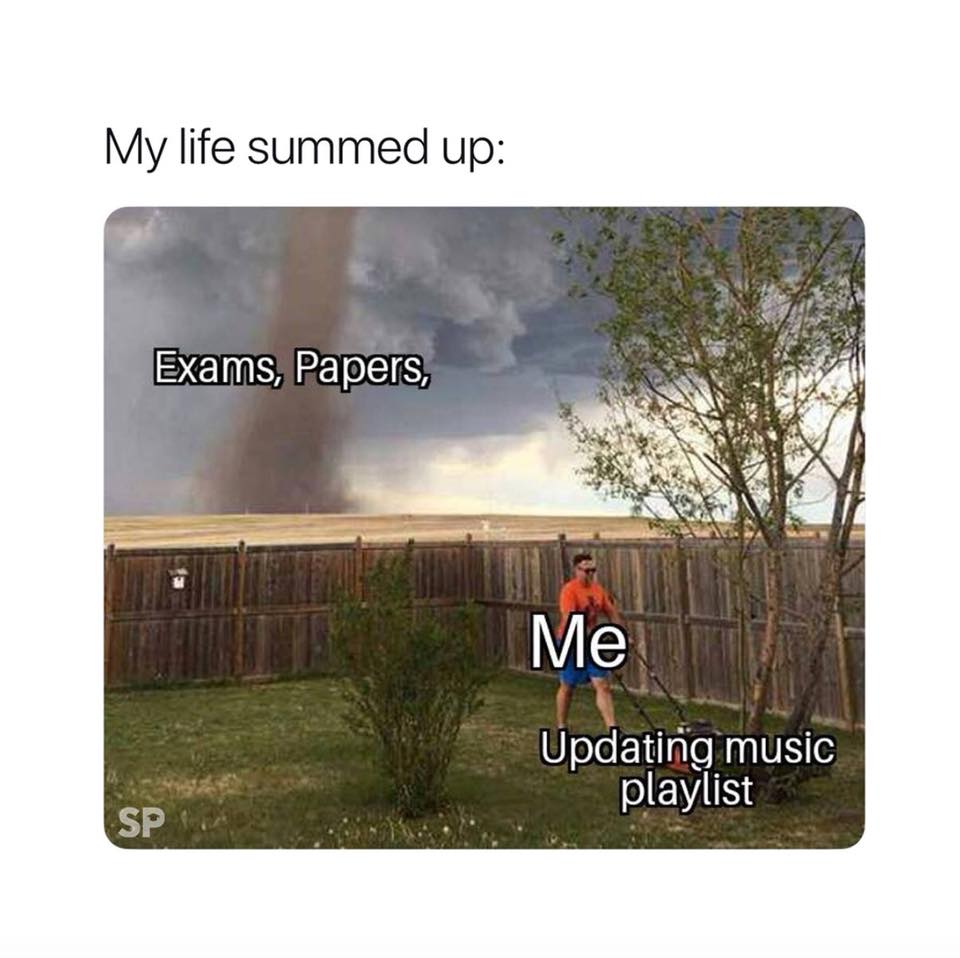 My life summed up:
Exams, Papers,
Me
Updating music
playlist
SP